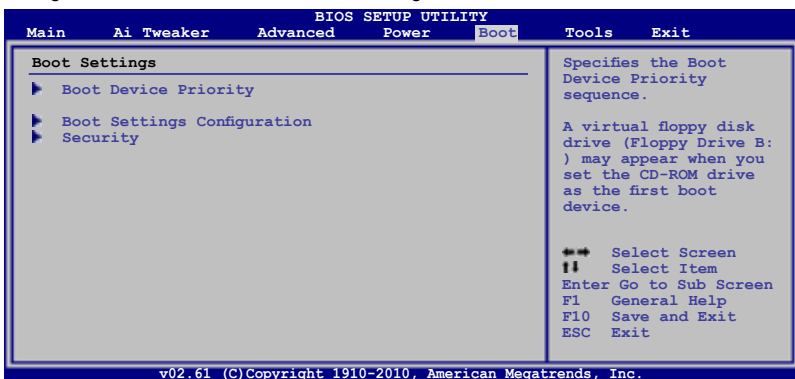 BIOS SETUP UTILITY
Main Ai Tweaker Advanced Power Boot Tools Exit
Boot Settings
Boot Device Priority
Boot Settings Configuration
Security
Specifies the Boot
Device Priority
sequence.
A virtual floppy disk
drive (Floppy Drive B:
) may appear when you
set the CD-ROM drive
as the first boot
device.
Select Screen
Select Item
Enter Go to Sub Screen
F1 General Help
F10 Save and Exit
ESC Exit
v02.61 (C)Copyright 1910-2010, American Megatrends, Inc.